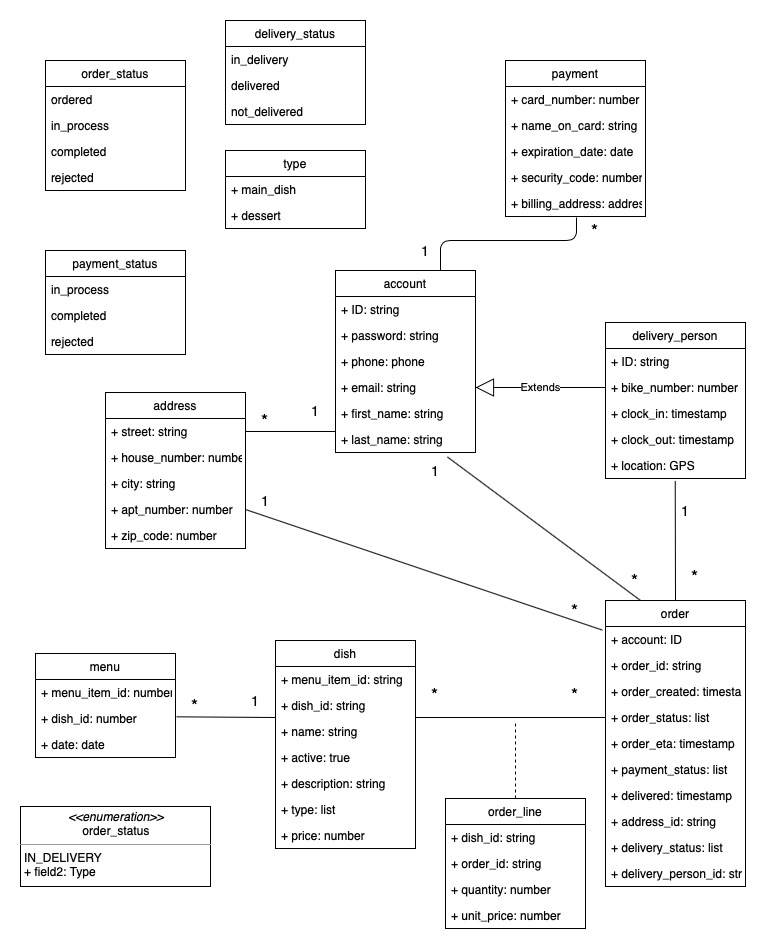 delivery_status
in_delivery
delivered
not_delivered
order_status
ordered
in_process
completed
rejected
payment
+ card_number: number
+ name_on_card: string
+ expiration_date: date
+ security_code: number
+ billing_address: addres
type
+ main_dish
+ dessert
*
1
payment_status
in_process
completed
rejected
account
+ ID: string
+ password: string
+ phone: phone
+ email: string
+ first_name: string
+ last_name: string
Extends
delivery_person
+ ID: string
+ bike_number: number
+ clock_in: timestamp
+ clock_out: timestamp
+ location: GPS
address
+ street: string
+ house_number: numbe
+ city: string
+ apt_number: number
+ zip_code: number
*
1
1
1
1
*
*
*
order
+ account: ID
+ order_id: string
+ order_created: timesta
+ order_status: list
+ order_eta: timestamp
+ payment_status: list
+ delivered: timestamp
+ address_id: string
+ delivery_status: list
+ delivery_person_id: str
menu
+ menu_item_id: number
+ dish_id: number
+ date: date
*
1
dish
+ menu_item_id: string
+ dish_id: string
+ name: string
+ active: true
+ description: string
+ type: list
+ price: number
*
*
<<enumeration>>
order_status
IN_DELIVERY
+ field2: Type
order_line
+ dish_id: string
+ order_id: string
+ quantity: number
+ unit_price: number